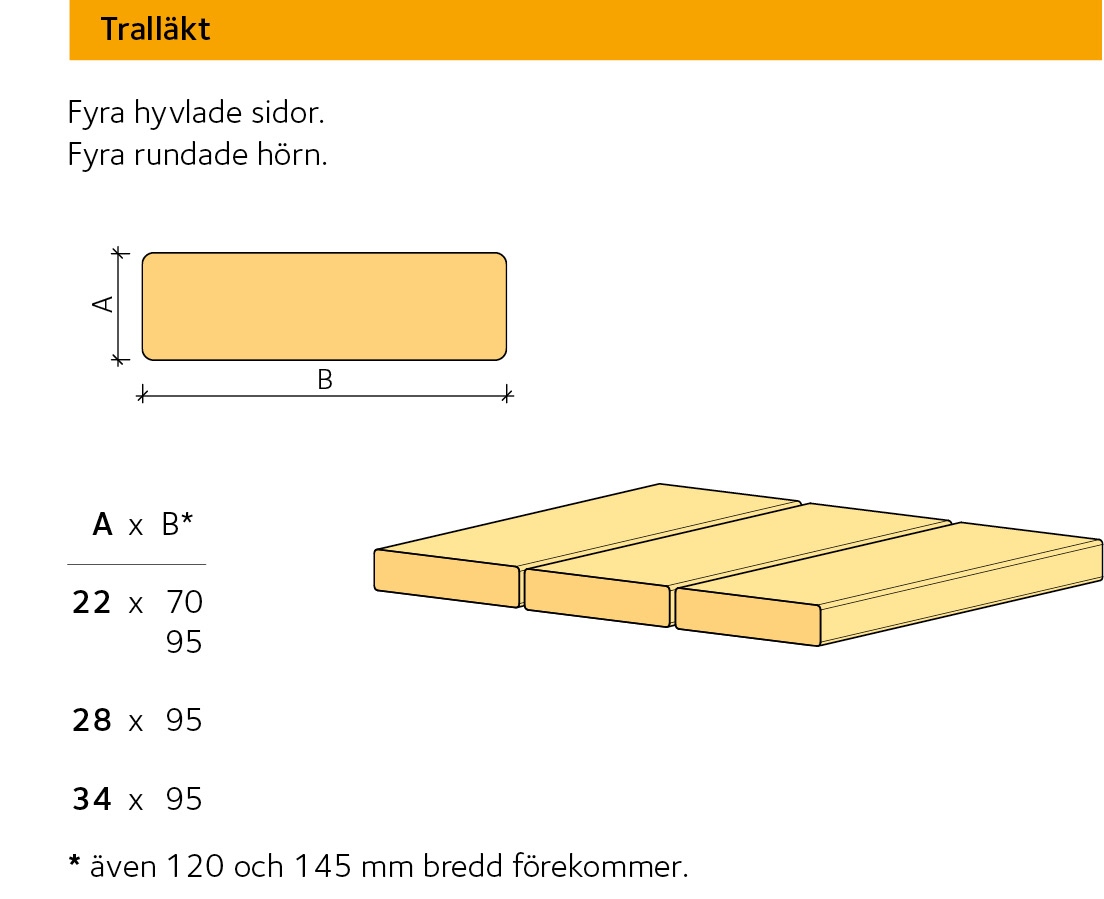 Tralläkt
Fyra hyvlade sidor.
Fyra rundade hörn.
A
B
A x B*
22 x 70
95
28 x 95
34 x 95
* även 120 och 145 mm bredd förekommer.